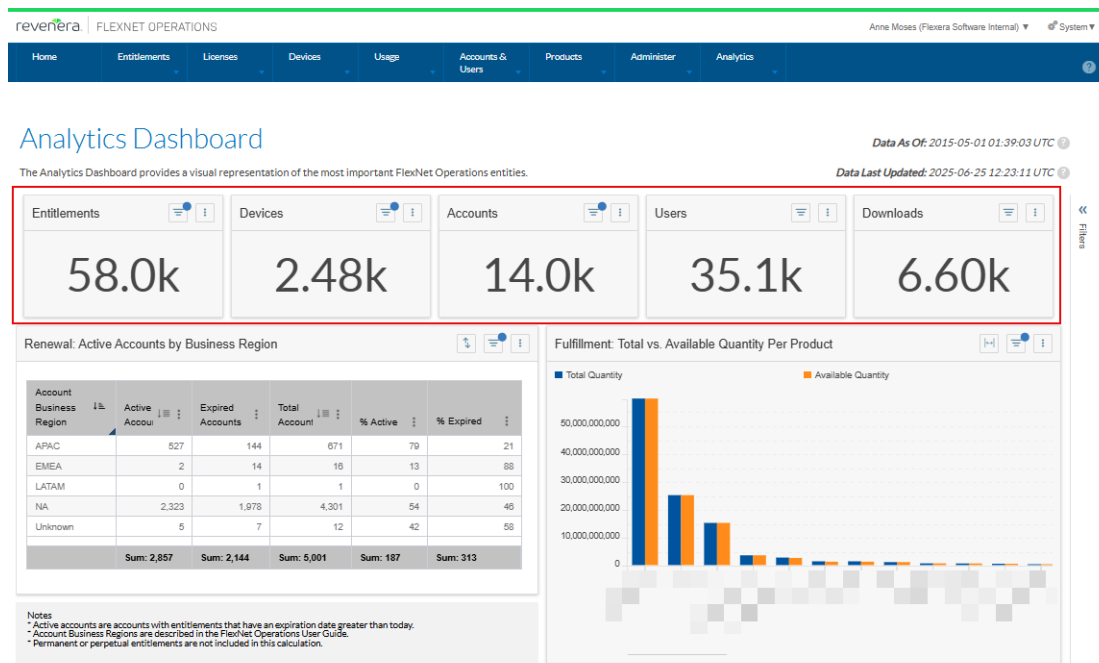 revenera. FLEXNET OPERATIONS
Anne Moses (Flexera Software Internal) ▼ System ▼
Home Entitlements Licenses Devices Usage Accounts & Users Products Administer Analytics
Analytics Dashboard
Data As Of: 2015-05-01 01:39:03 UTC
The Analytics Dashboard provides a visual representation of the most important FlexNet Operations entities.
Data Last Updated: 2025-06-25 12:23:11 UTC
Entitlements
58.0k
Devices
2.48k
Accounts
14.0k
Users
35.1k
Downloads
6.60k
Filters
Renewal: Active Accounts by Business Region
Account Business Region Active Accour Expired Accounts Total Account % Active % Expired
APAC 527 144 671 79 21
EMEA 2 14 16 13 88
LATAM 0 1 1 0 100
NA 2,323 1,978 4,301 54 46
Unknown 5 7 12 42 58
Sum: 2,857 Sum: 2,144 Sum: 5,001 Sum: 187 Sum: 313
Notes
* Active accounts are accounts with entitlements that have an expiration date greater than today.
* Account Business Regions are described in the FlexNet Operations User Guide.
* Permanent or perpetual entitlements are not included in this calculation.
Fulfillment: Total vs. Available Quantity Per Product
Total Quantity Available Quantity
50,000,000,000
40,000,000,000
30,000,000,000
20,000,000,000
10,000,000,000
0